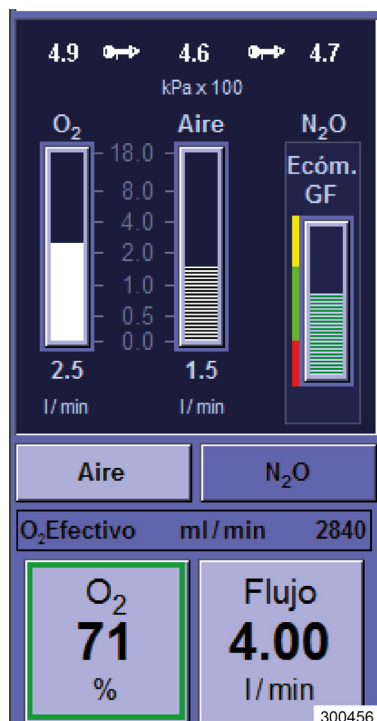 4.9 4.6 4.7
kPa x 100
O₂ Aire N₂O
18.0
8.0
4.0
2.0
1.0
0.5
0.0
Ecóm.
GF
2.5 1.5
l/min l/min
Aire N₂O
O₂Efectivo ml/min 2840
O₂
71
%
Flujo
4.00
l/min
300456